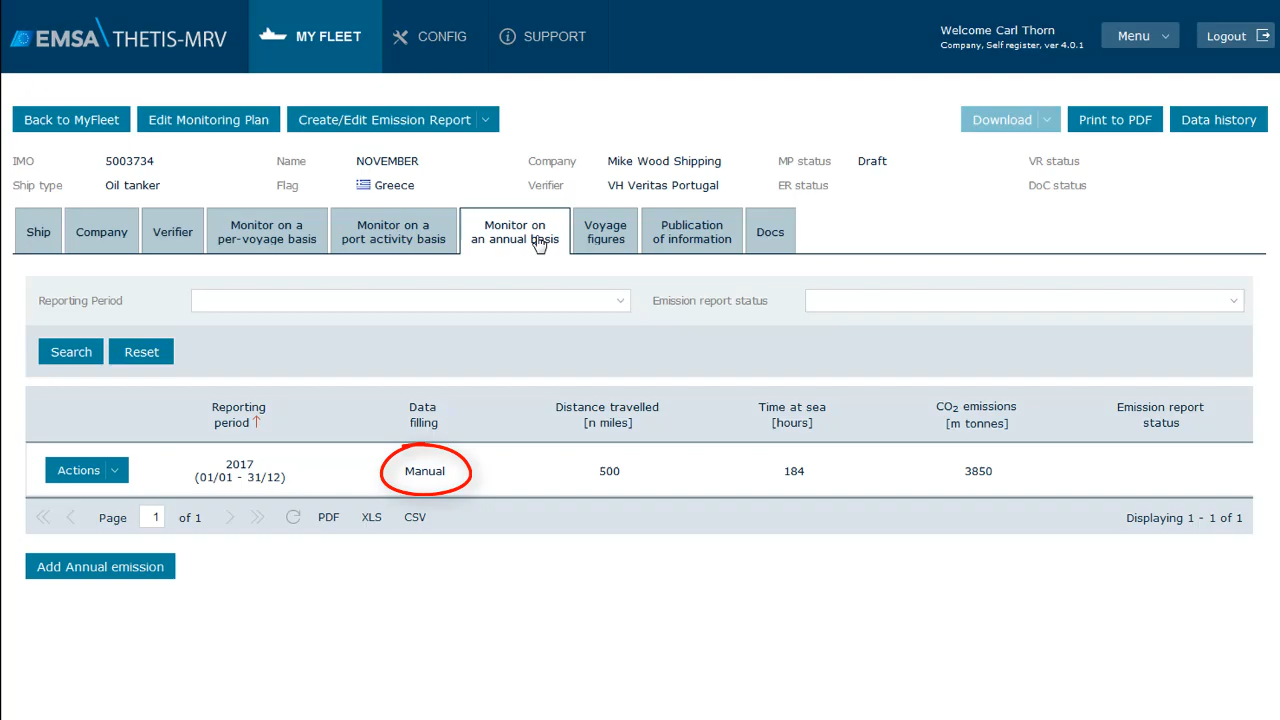 EMSA THETIS-MRV
MY FLEET
CONFIG
SUPPORT
Welcome Carl Thorn
Company, Self register, ver 4.0.1
Menu
Logout
Back to MyFleet
Edit Monitoring Plan
Create/Edit Emission Report
Download
Print to PDF
Data history
IMO 5003734 Name NOVEMBER Company Mike Wood Shipping MP status Draft VR status
Ship type Oil tanker Flag Greece Verifier VH Veritas Portugal ER status DoC status
Ship
Company
Verifier
Monitor on a
per-voyage basis
Monitor on a
port activity basis
Monitor on
an annual basis
Voyage
figures
Publication
of information
Docs
Reporting Period
Emission report status
Search
Reset
Reporting
period
Data
filling
Distance travelled
[n miles]
Time at sea
[hours]
CO2 emissions
[m tonnes]
Emission report
status
Actions
2017
(01/01 - 31/12)
Manual
500
184
3850
Page 1 of 1
PDF
XLS
CSV
Displaying 1 - 1 of 1
Add Annual emission